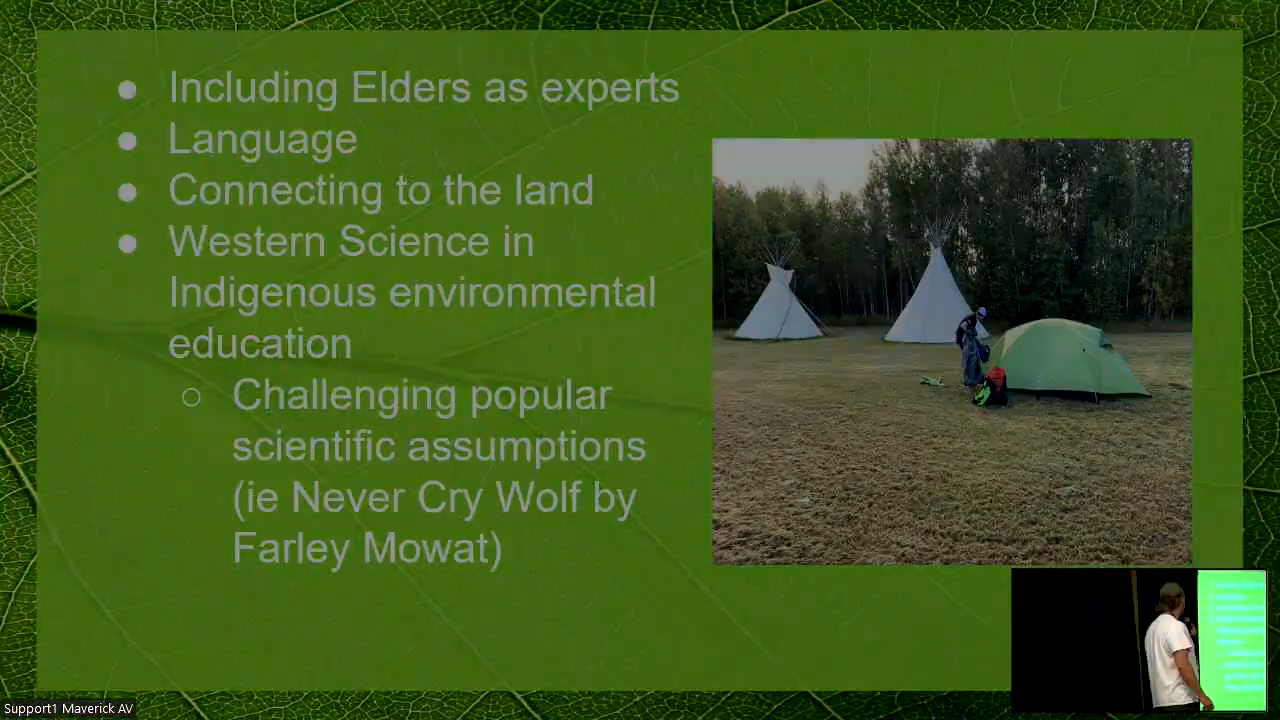 ● Including Elders as experts
● Language
● Connecting to the land
● Western Science in
Indigenous environmental
education
○ Challenging popular
scientific assumptions
(ie Never Cry Wolf by
Farley Mowat)
Support1 Maverick AV